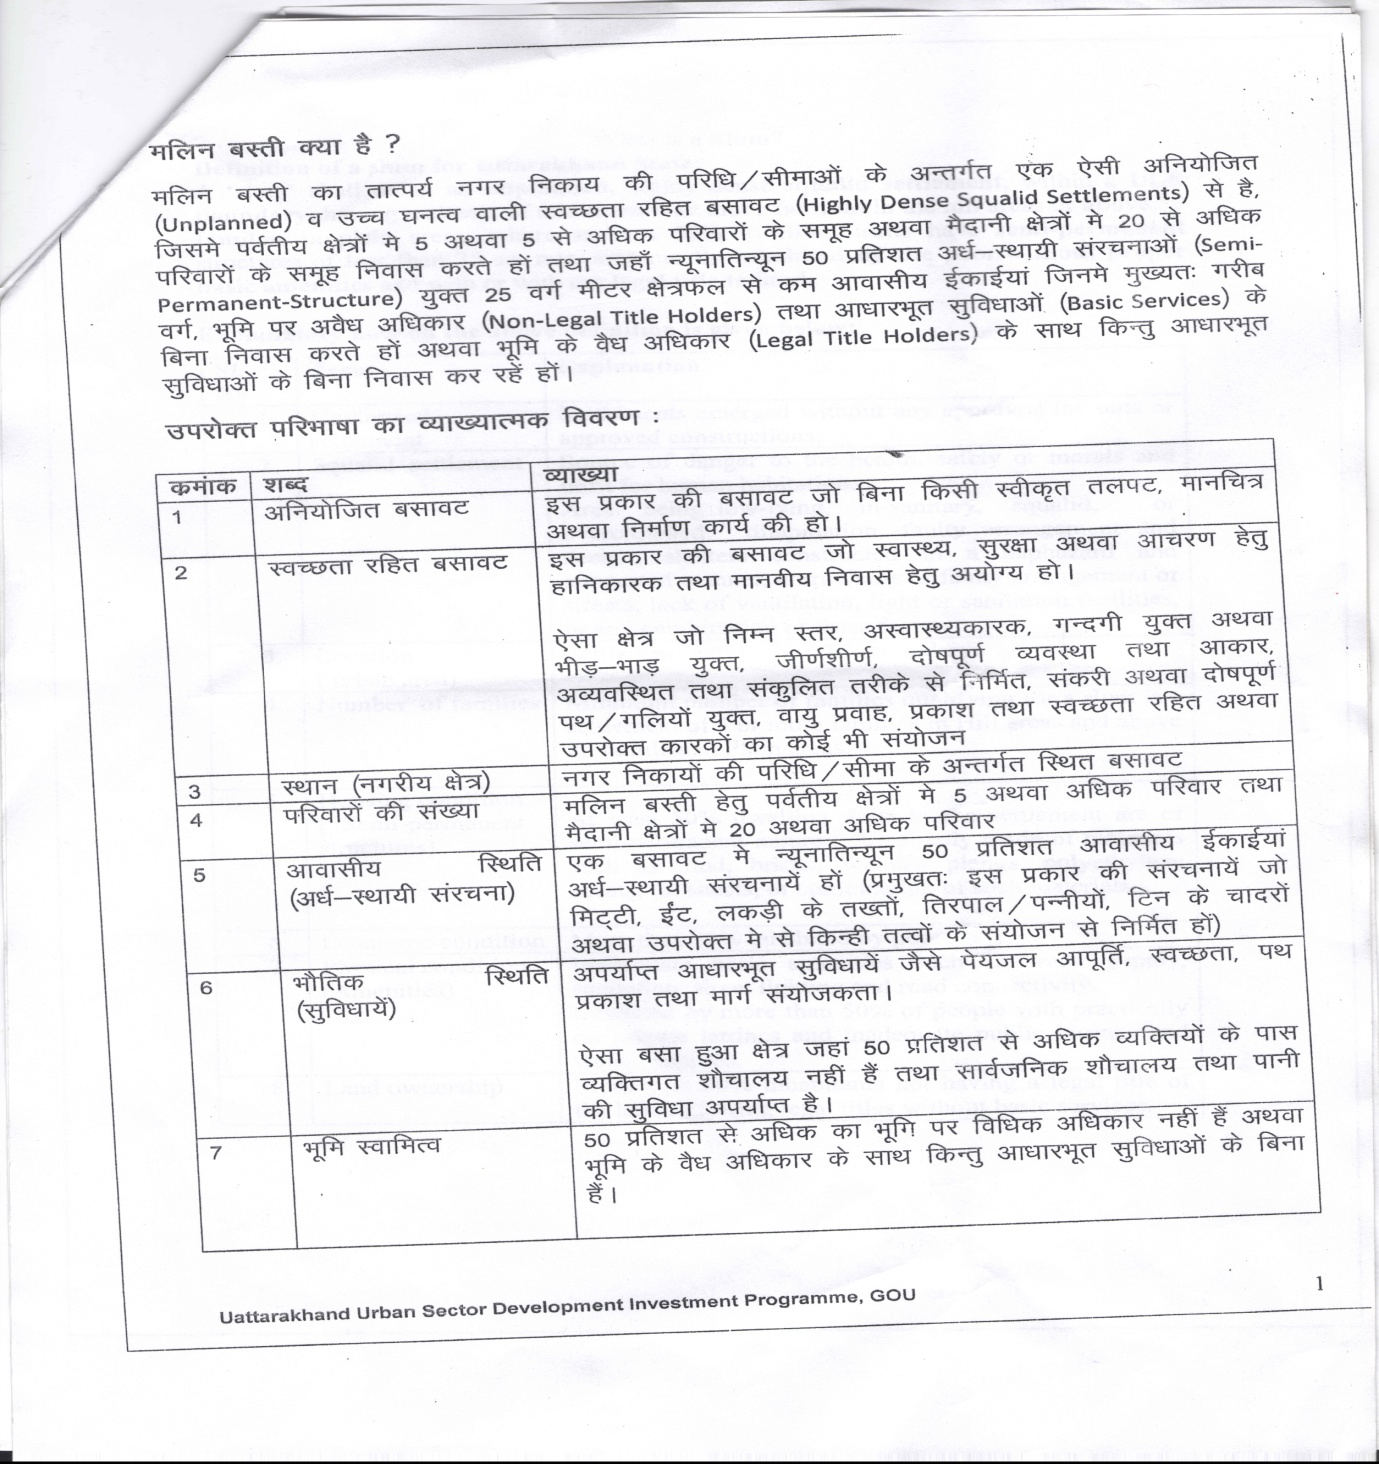 मलिन बस्ती क्या है ?
मलिन बस्ती का तात्पर्य नगर निकाय की परिधि/सीमाओं के अन्तर्गत एक ऐसी अनियोजित
(Unplanned) व उच्च घनत्व वाली स्वच्छता रहित बसावट (Highly Dense Squalid Settlements) से है,
जिसमे पर्वतीय क्षेत्रों मे 5 अथवा 5 से अधिक परिवारों के समूह अथवा मैदानी क्षेत्रों मे 20 से अधिक
परिवारों के समूह निवास करते हों तथा जहाँ न्यूनातिन्यून 50 प्रतिशत अर्ध–स्थायी संरचनाओं (Semi-
Permanent-Structure) युक्त 25 वर्ग मीटर क्षेत्रफल से कम आवासीय ईकाईयां जिनमे मुख्यतः गरीब
वर्ग, भूमि पर अवैध अधिकार (Non-Legal Title Holders) तथा आधारभूत सुविधाओं (Basic Services) के
बिना निवास करते हों अथवा भूमि के वैध अधिकार (Legal Title Holders) के साथ किन्तु आधारभूत
सुविधाओं के बिना निवास कर रहें हों।
उपरोक्त परिभाषा का व्याख्यात्मक विवरण :
कमांक शब्द व्याख्या
1 अनियोजित बसावट इस प्रकार की बसावट जो बिना किसी स्वीकृत तलपट, मानचित्र
अथवा निर्माण कार्य की हो।
2 स्वच्छता रहित बसावट इस प्रकार की बसावट जो स्वास्थ्य, सुरक्षा अथवा आचरण हेतु
हानिकारक तथा मानवीय निवास हेतु अयोग्य हो।
ऐसा क्षेत्र जो निम्न स्तर, अस्वास्थ्यकारक, गन्दगी युक्त अथवा
भीड़–भाड़ युक्त, जीर्णशीर्ण, दोषपूर्ण व्यवस्था तथा आकार,
अव्यवस्थित तथा संकुलित तरीके से निर्मित, संकरी अथवा दोषपूर्ण
पथ/गलियों युक्त, वायु प्रवाह, प्रकाश तथा स्वच्छता रहित अथवा
उपरोक्त कारकों का कोई भी संयोजन
3 स्थान (नगरीय क्षेत्र) नगर निकायों की परिधि/सीमा के अन्तर्गत स्थित बसावट
4 परिवारों की संख्या मलिन बस्ती हेतु पर्वतीय क्षेत्रों मे 5 अथवा अधिक परिवार तथा
मैदानी क्षेत्रों मे 20 अथवा अधिक परिवार
5 आवासीय स्थिति एक बसावट मे न्यूनातिन्यून 50 प्रतिशत आवासीय ईकाईयां
(अर्ध–स्थायी संरचना) अर्ध–स्थायी संरचनायें हों (प्रमुखतः इस प्रकार की संरचनायें जो
मिट्टी, ईंट, लकड़ी के तख्तों, तिरपाल/पन्नीयों, टिन के चादरों
अथवा उपरोक्त मे से किन्ही तत्वों के संयोजन से निर्मित हों)
6 भौतिक स्थिति अपर्याप्त आधारभूत सुविधायें जैसे पेयजल आपूर्ति, स्वच्छता, पथ
(सुविधायें) प्रकाश तथा मार्ग संयोजकता।
ऐसा बसा हुआ क्षेत्र जहां 50 प्रतिशत से अधिक व्यक्तियों के पास
व्यक्तिगत शौचालय नहीं हैं तथा सार्वजनिक शौचालय तथा पानी
की सुविधा अपर्याप्त है।
7 भूमि स्वामित्व 50 प्रतिशत से अधिक का भूमि पर विधिक अधिकार नहीं हैं अथवा
भूमि के वैध अधिकार के साथ किन्तु आधारभूत सुविधाओं के बिना
हैं।
Uattarakhand Urban Sector Development Investment Programme, GOU
1